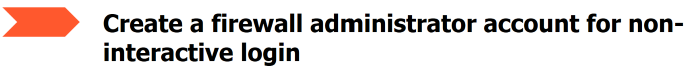 Create a firewall administrator account for non-
interactive login